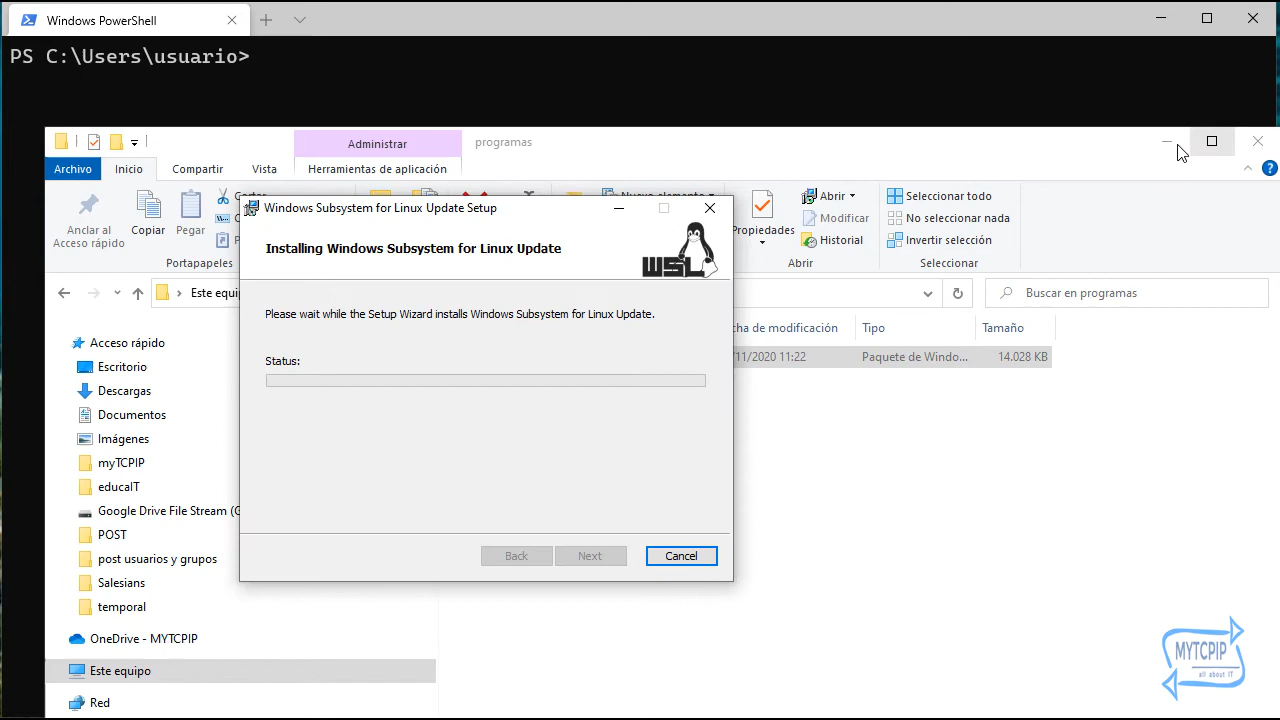 Windows PowerShell
PS C:\Users\usuario>
Administrar
programas
Archivo
Inicio
Compartir
Vista
Herramientas de aplicación
Anclar al
Acceso rápido
Copiar
Pegar
Portapapeles
Propiedades
Abrir
Modificar
Historial
Abrir
Seleccionar todo
No seleccionar nada
Invertir selección
Seleccionar
Windows Subsystem for Linux Update Setup
Installing Windows Subsystem for Linux Update
WSL
Please wait while the Setup Wizard installs Windows Subsystem for Linux Update.
Status:
Back
Next
Cancel
Este equip
Buscar en programas
cha de modificación
Tipo
Tamaño
/11/2020 11:22
Paquete de Windo...
14.028 KB
Acceso rápido
Escritorio
Descargas
Documentos
Imágenes
myTCPIP
educaIT
Google Drive File Stream (
POST
post usuarios y grupos
Salesians
temporal
OneDrive - MYTCPIP
Este equipo
Red
MYTCPIP
all about IT